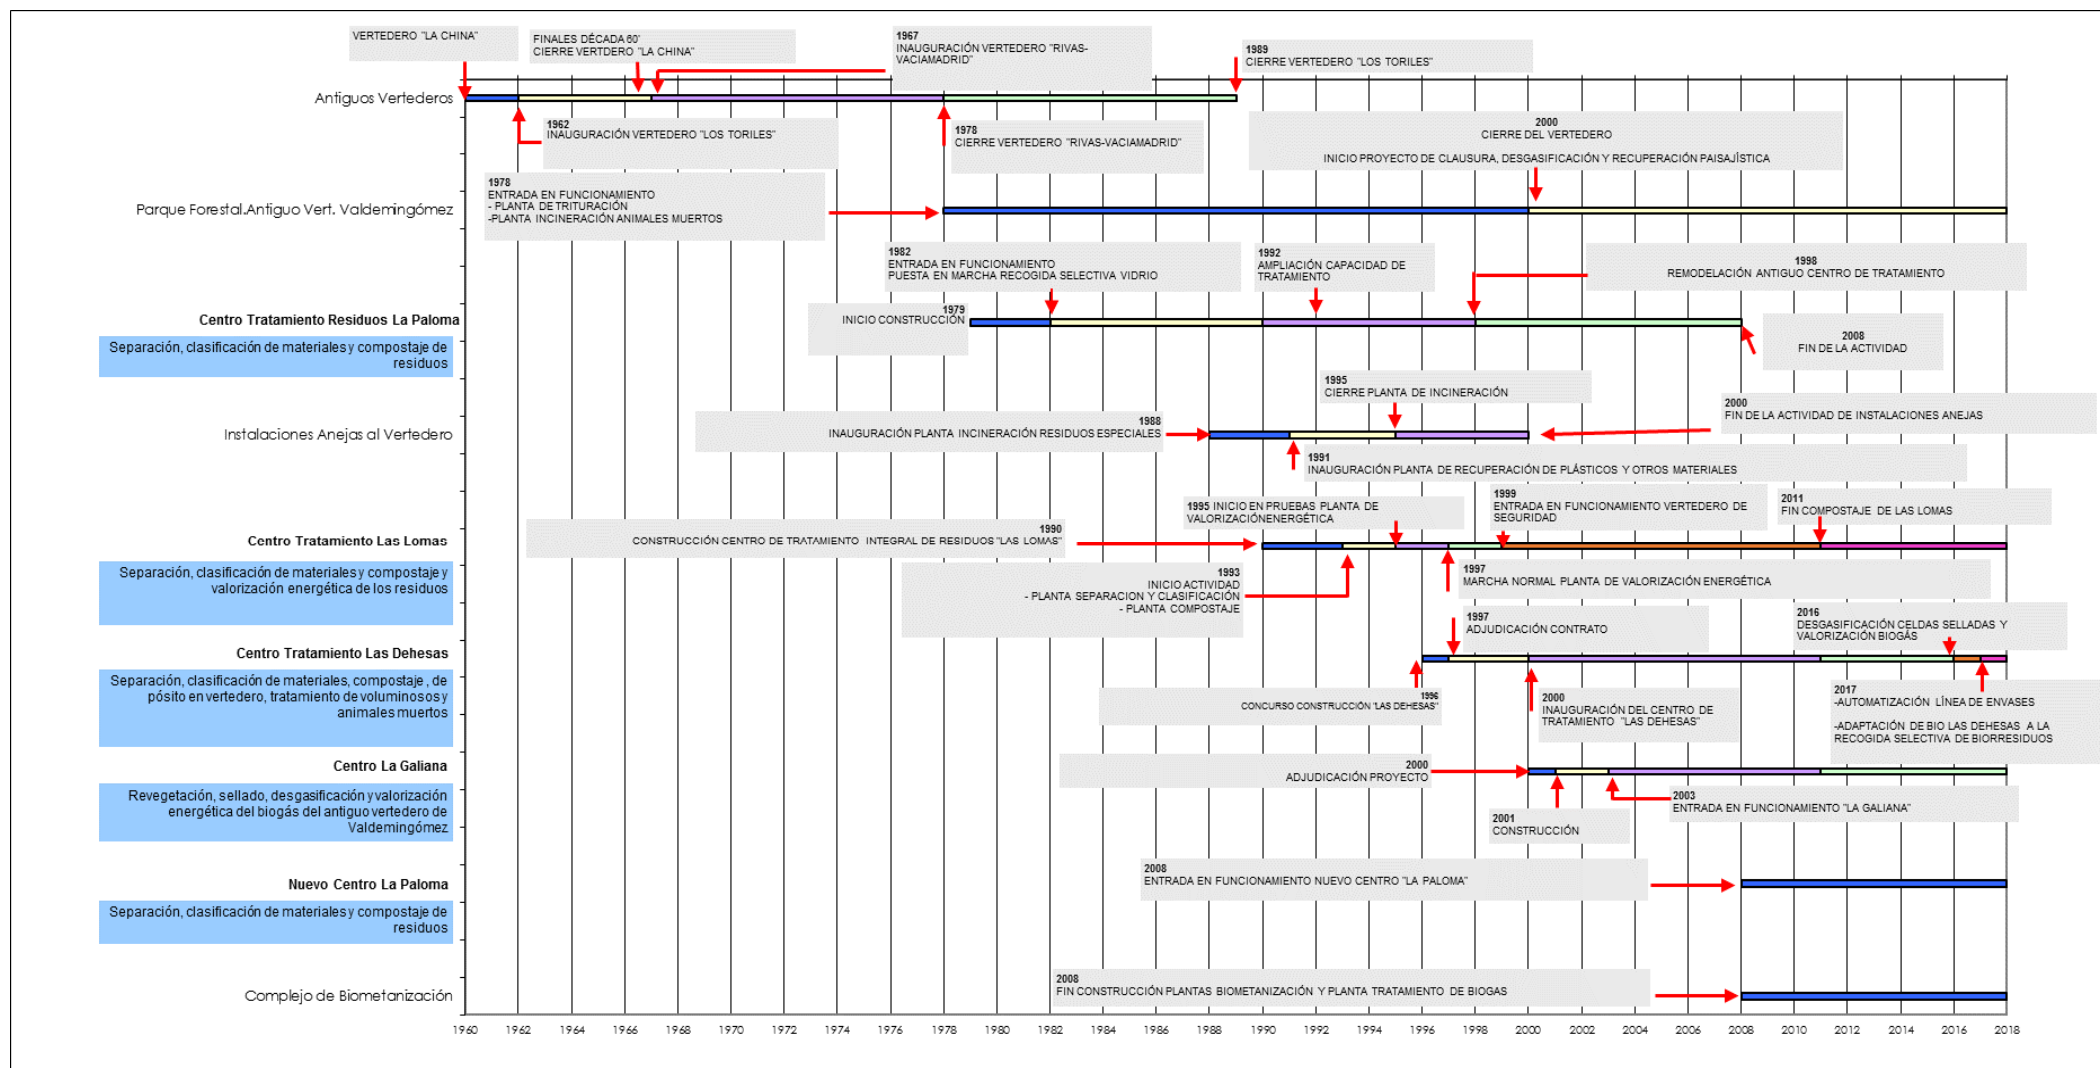 VERTEDERO "LA CHINA"
FINALES DÉCADA 60'
CIERRE VERTDERO "LA CHINA"
1967
INAUGURACIÓN VERTEDERO "RIVAS-
VACIAMADRID"
1989
CIERRE VERTEDERO "LOS TORILES"
Antiguos Vertederos
1962
INAUGURACIÓN VERTEDERO "LOS TORILES"
1978
CIERRE VERTEDERO "RIVAS-VACIAMADRID"
2000
CIERRE DEL VERTEDERO
INICIO PROYECTO DE CLAUSURA, DESGASIFICACIÓN Y RECUPERACIÓN PAISAJÍSTICA
1978
ENTRADA EN FUNCIONAMIENTO
- PLANTA DE TRITURACIÓN
-PLANTA INCINERACIÓN ANIMALES MUERTOS
Parque Forestal.Antiguo Vert. Valdemingómez
1982
ENTRADA EN FUNCIONAMIENTO
PUESTA EN MARCHA RECOGIDA SELECTIVA VIDRIO
1992
AMPLIACIÓN CAPACIDAD DE
TRATAMIENTO
1998
REMODELACIÓN ANTIGUO CENTRO DE TRATAMIENTO
1979
INICIO CONSTRUCCIÓN
Centro Tratamiento Residuos La Paloma
Separación, clasificación de materiales y compostaje de
residuos
2008
FIN DE LA ACTIVIDAD
1995
CIERRE PLANTA DE INCINERACIÓN
2000
FIN DE LA ACTIVIDAD DE INSTALACIONES ANEJAS
1988
INAUGURACIÓN PLANTA INCINERACIÓN RESIDUOS ESPECIALES
Instalaciones Anejas al Vertedero
1991
INAUGURACIÓN PLANTA DE RECUPERACIÓN DE PLÁSTICOS Y OTROS MATERIALES
1995 INICIO EN PRUEBAS PLANTA DE
VALORIZACIÓNENERGÉTICA
1999
ENTRADA EN FUNCIONAMIENTO VERTEDERO DE
SEGURIDAD
2011
FIN COMPOSTAJE DE LAS LOMAS
1990
CONSTRUCCIÓN CENTRO DE TRATAMIENTO INTEGRAL DE RESIDUOS "LAS LOMAS"
Centro Tratamiento Las Lomas
Separación, clasificación de materiales y compostaje y
valorización energética de los residuos
1993
INICIO ACTIVIDAD
- PLANTA SEPARACION Y CLASIFICACIÓN
- PLANTA COMPOSTAJE
1997
MARCHA NORMAL PLANTA DE VALORIZACIÓN ENERGÉTICA
1997
ADJUDICACIÓN CONTRATO
2016
DESGASIFICACIÓN CELDAS SELLADAS Y
VALORIZACIÓN BIOGÁS
Centro Tratamiento Las Dehesas
Separación, clasificación de materiales, compostaje , de
pósito en vertedero, tratamiento de voluminosos y
animales muertos
1996
CONCURSO CONSTRUCCIÓN "LAS DEHESAS"
2000
INAUGURACIÓN DEL CENTRO DE
TRATAMIENTO "LAS DEHESAS"
2017
-AUTOMATIZACIÓN LÍNEA DE ENVASES
-ADAPTACIÓN DE BIO LAS DEHESAS A LA
RECOGIDA SELECTIVA DE BIORRESIDUOS
2000
ADJUDICACIÓN PROYECTO
Centro La Galiana
Revegetación, sellado, desgasificación y valorización
energética del biogás del antiguo vertedero de
Valdemingómez
2001
CONSTRUCCIÓN
2003
ENTRADA EN FUNCIONAMIENTO "LA GALIANA"
2008
ENTRADA EN FUNCIONAMIENTO NUEVO CENTRO "LA PALOMA"
Nuevo Centro La Paloma
Separación, clasificación de materiales y compostaje de
residuos
2008
FIN CONSTRUCCIÓN PLANTAS BIOMETANIZACIÓN Y PLANTA TRATAMIENTO DE BIOGAS
Complejo de Biometanización
1960 1962 1964 1966 1968 1970 1972 1974 1976 1978 1980 1982 1984 1986 1988 1990 1992 1994 1996 1998 2000 2002 2004 2006 2008 2010 2012 2014 2016 2018